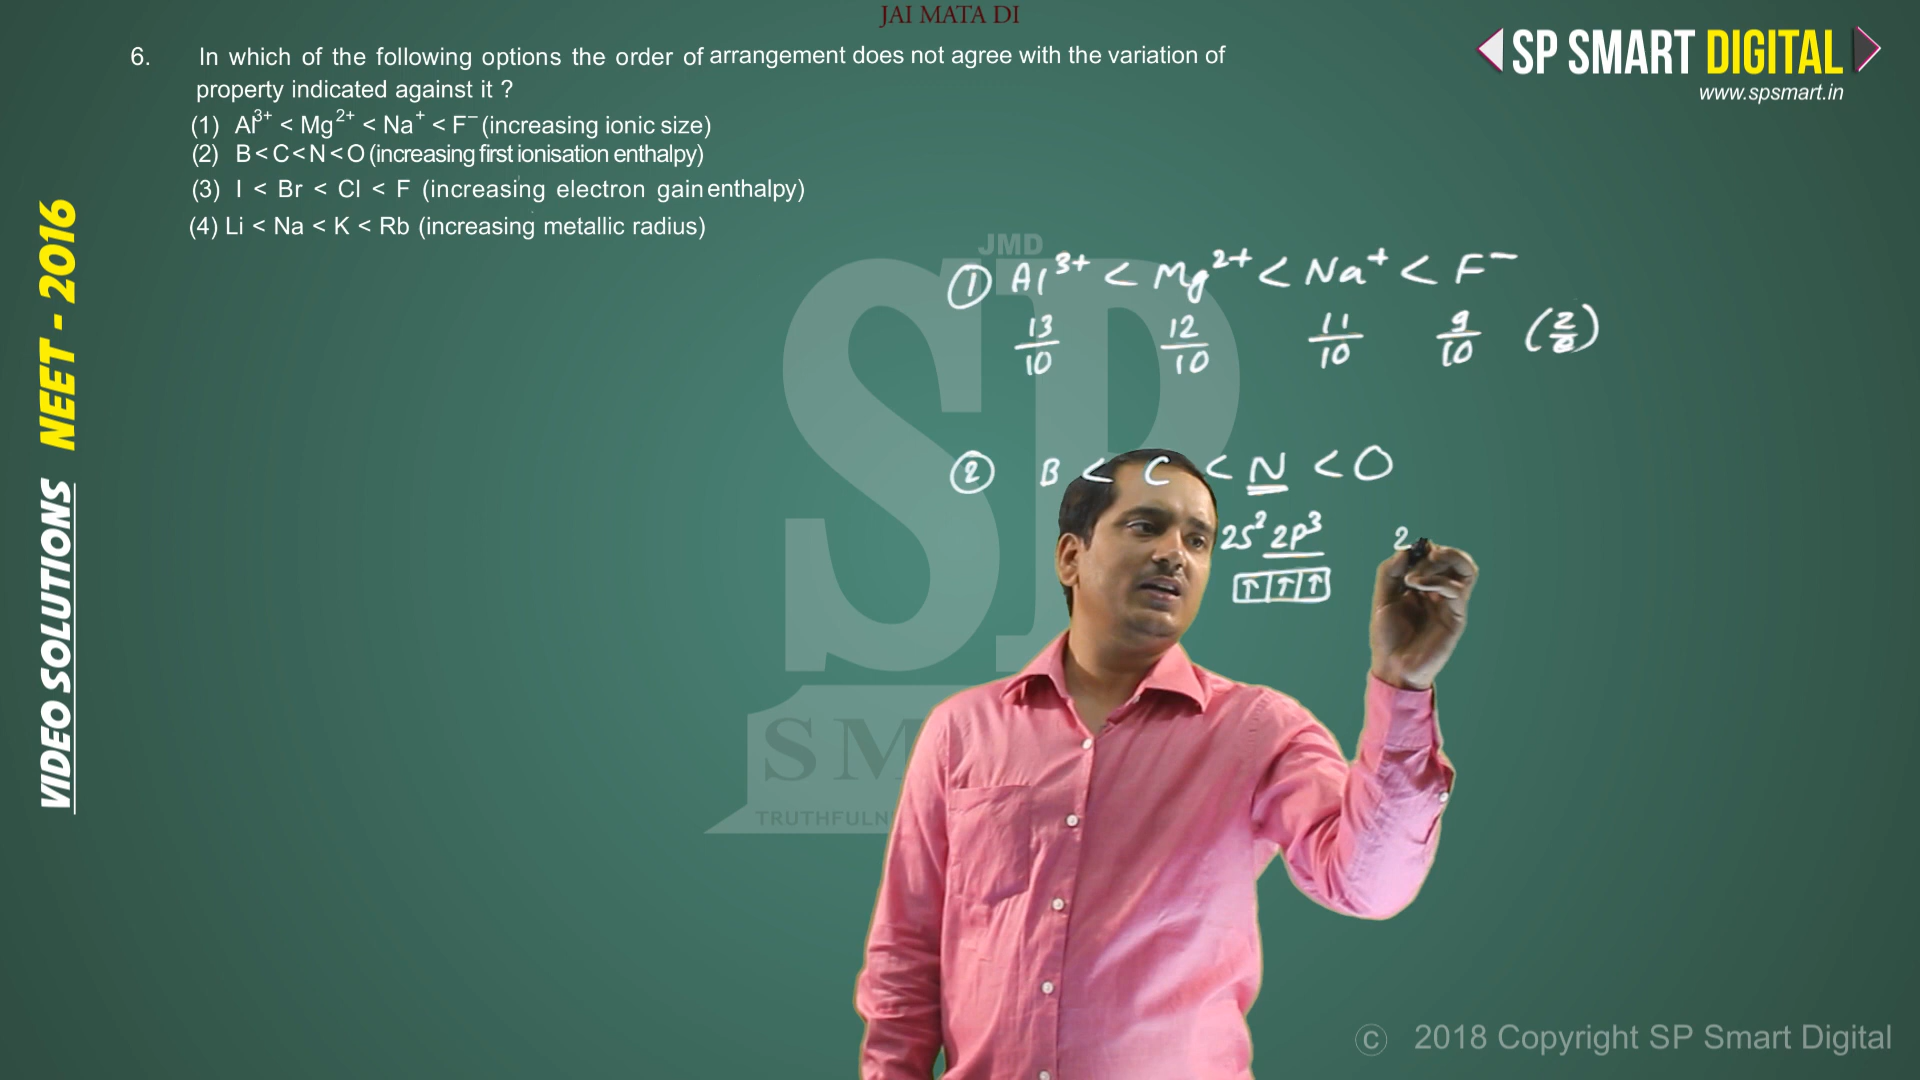 JAI MATA DI
SP SMART DIGITAL
www.spsmart.in
6. In which of the following options the order of arrangement does not agree with the variation of
property indicated against it ?
(1) Al³⁺ < Mg²⁺ < Na⁺ < F⁻ (increasing ionic size)
(2) B < C < N < O (increasing first ionisation enthalpy)
(3) I < Br < Cl < F (increasing electron gain enthalpy)
(4) Li < Na < K < Rb (increasing metallic radius)
VIDEO SOLUTIONS NEET - 2016
JMD
SP
SM
TRUTHFULN
① Al³⁺ < Mg²⁺ < Na⁺ < F⁻
13/10 12/10 11/10 9/10 (z/e)
② B < C < N < O
2s² 2p³ 2
↑ ↑ ↑
© 2018 Copyright SP Smart Digital